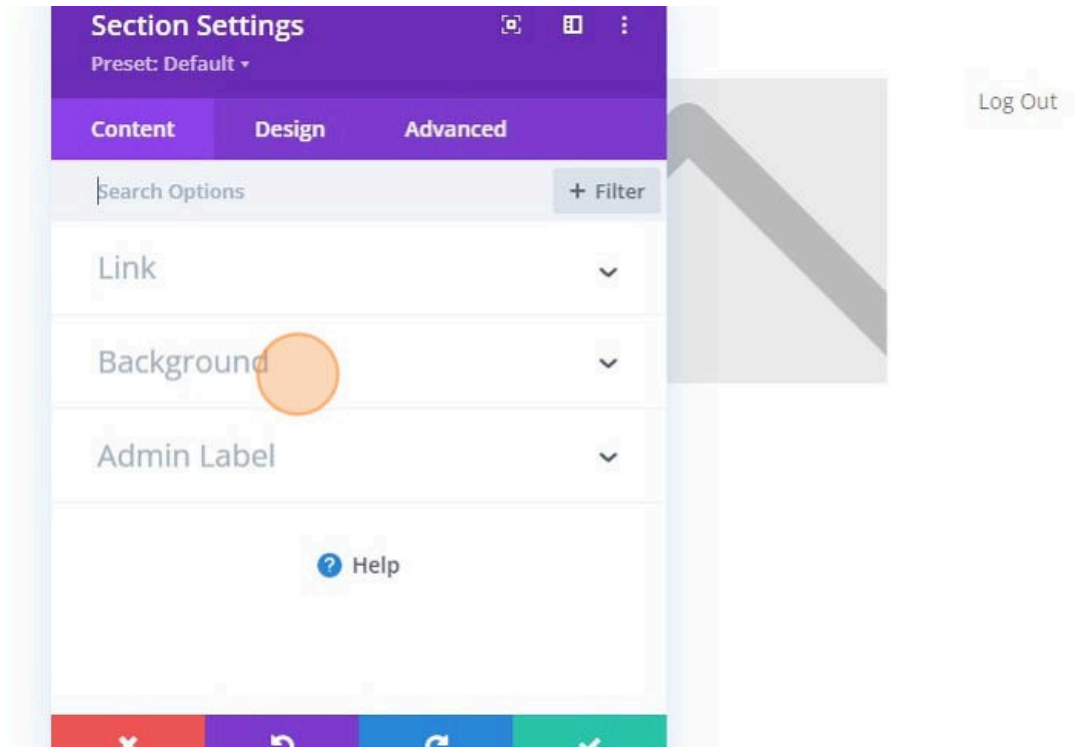 Section Settings
Preset: Default
Log Out
Content Design Advanced
Search Options + Filter
Link
Background
Admin Label
? Help